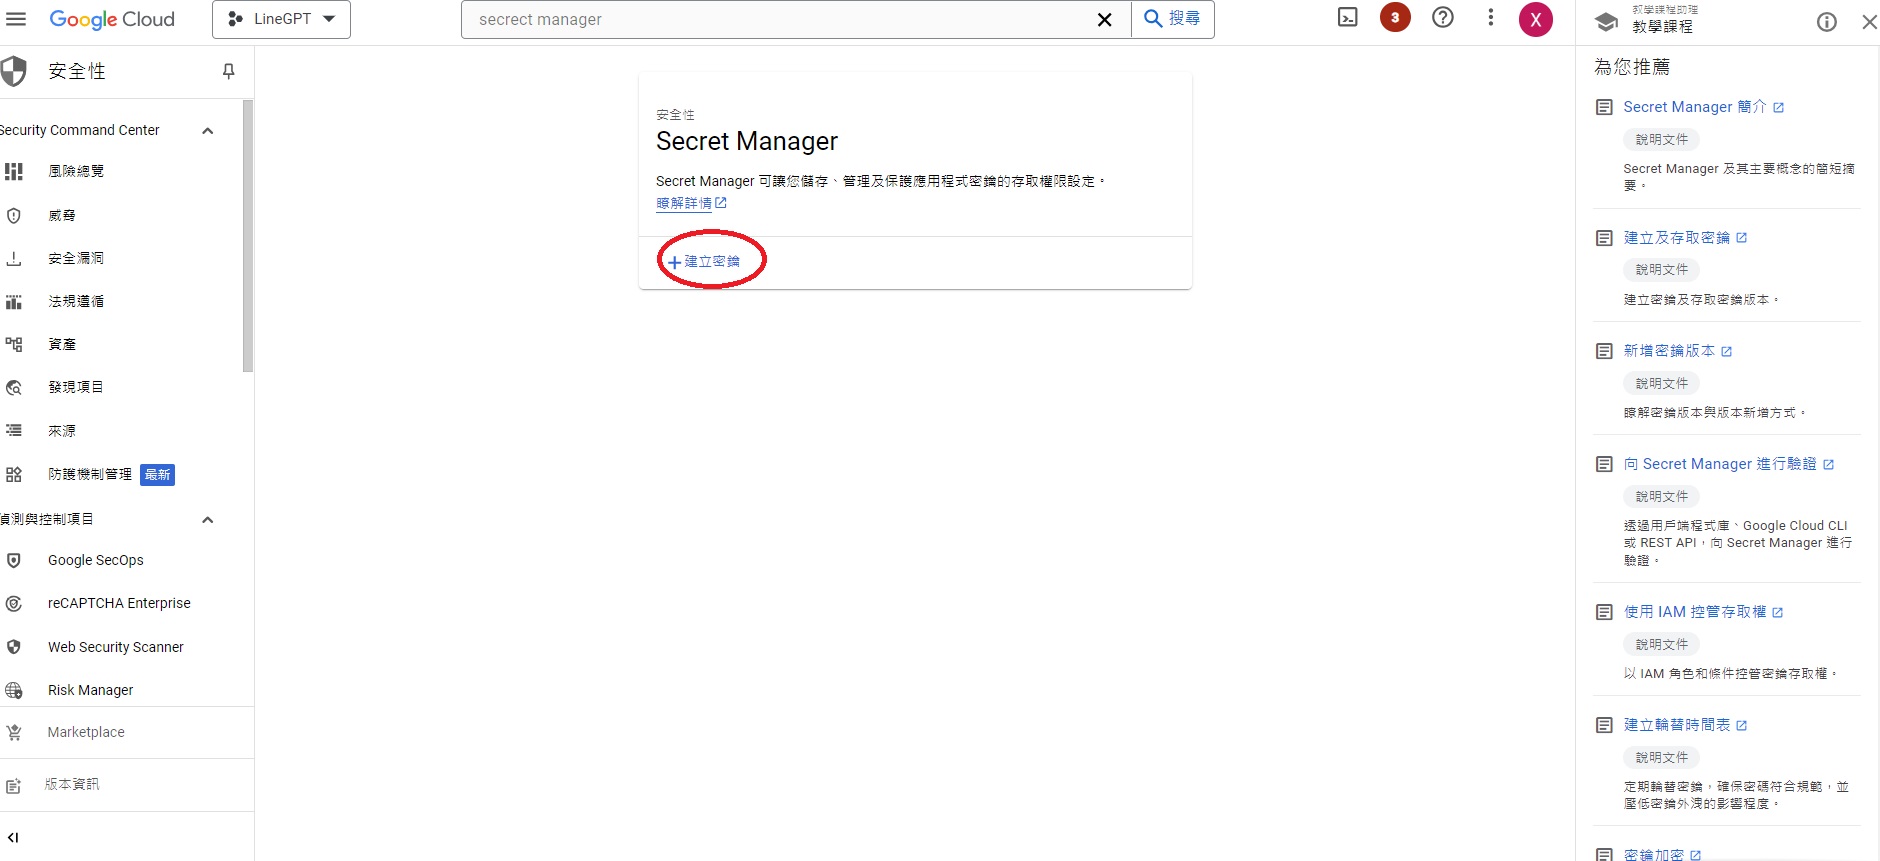 Google Cloud
LineGPT
secrect manager
搜尋
3
X
教學課程助理
教學課程
安全性
Security Command Center
風險總覽
威脅
安全漏洞
法規遵循
資產
發現項目
來源
防護機制管理 最新
偵測與控制項目
Google SecOps
reCAPTCHA Enterprise
Web Security Scanner
Risk Manager
Marketplace
版本資訊
安全性
Secret Manager
Secret Manager 可讓您儲存、管理及保護應用程式密鑰的存取權限設定。
瞭解詳情
建立密鑰
為您推薦
Secret Manager 簡介
說明文件
Secret Manager 及其主要概念的簡短摘
要。
建立及存取密鑰
說明文件
建立密鑰及存取密鑰版本。
新增密鑰版本
說明文件
瞭解密鑰版本與版本新增方式。
向 Secret Manager 進行驗證
說明文件
透過用戶端程式庫、Google Cloud CLI
或 REST API，向 Secret Manager 進行
驗證。
使用 IAM 控管存取權
說明文件
以 IAM 角色和條件控管密鑰存取權。
建立輪替時間表
說明文件
定期輪替密鑰，確保密碼符合規範，並
壓低密鑰外洩的影響程度。
密鑰加密